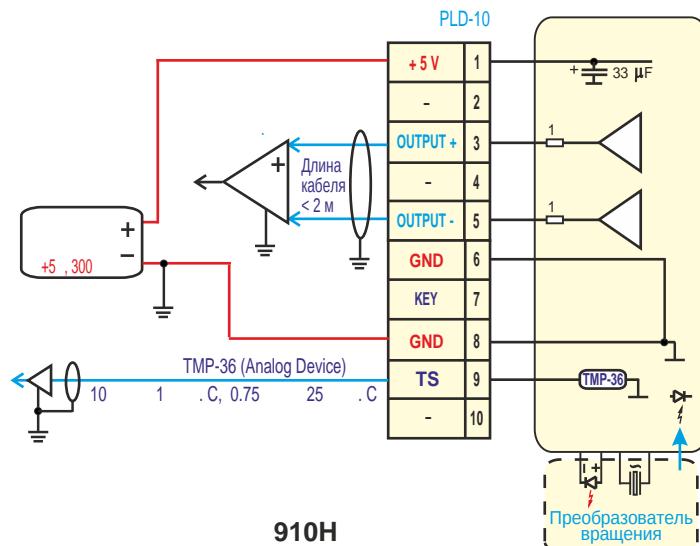 PLD-10
+ 5 V 1
– 2
OUTPUT + 3
– 4
OUTPUT - 5
GND 6
KEY 7
GND 8
TS 9
– 10
+ 33 μF
1
1
TMP-36
+
Длина
кабеля
< 2 м
+
–
+5 , 300
TMP-36 (Analog Device)
10 1 . C, 0.75 25 . C
– +
Преобразователь
вращения
910H